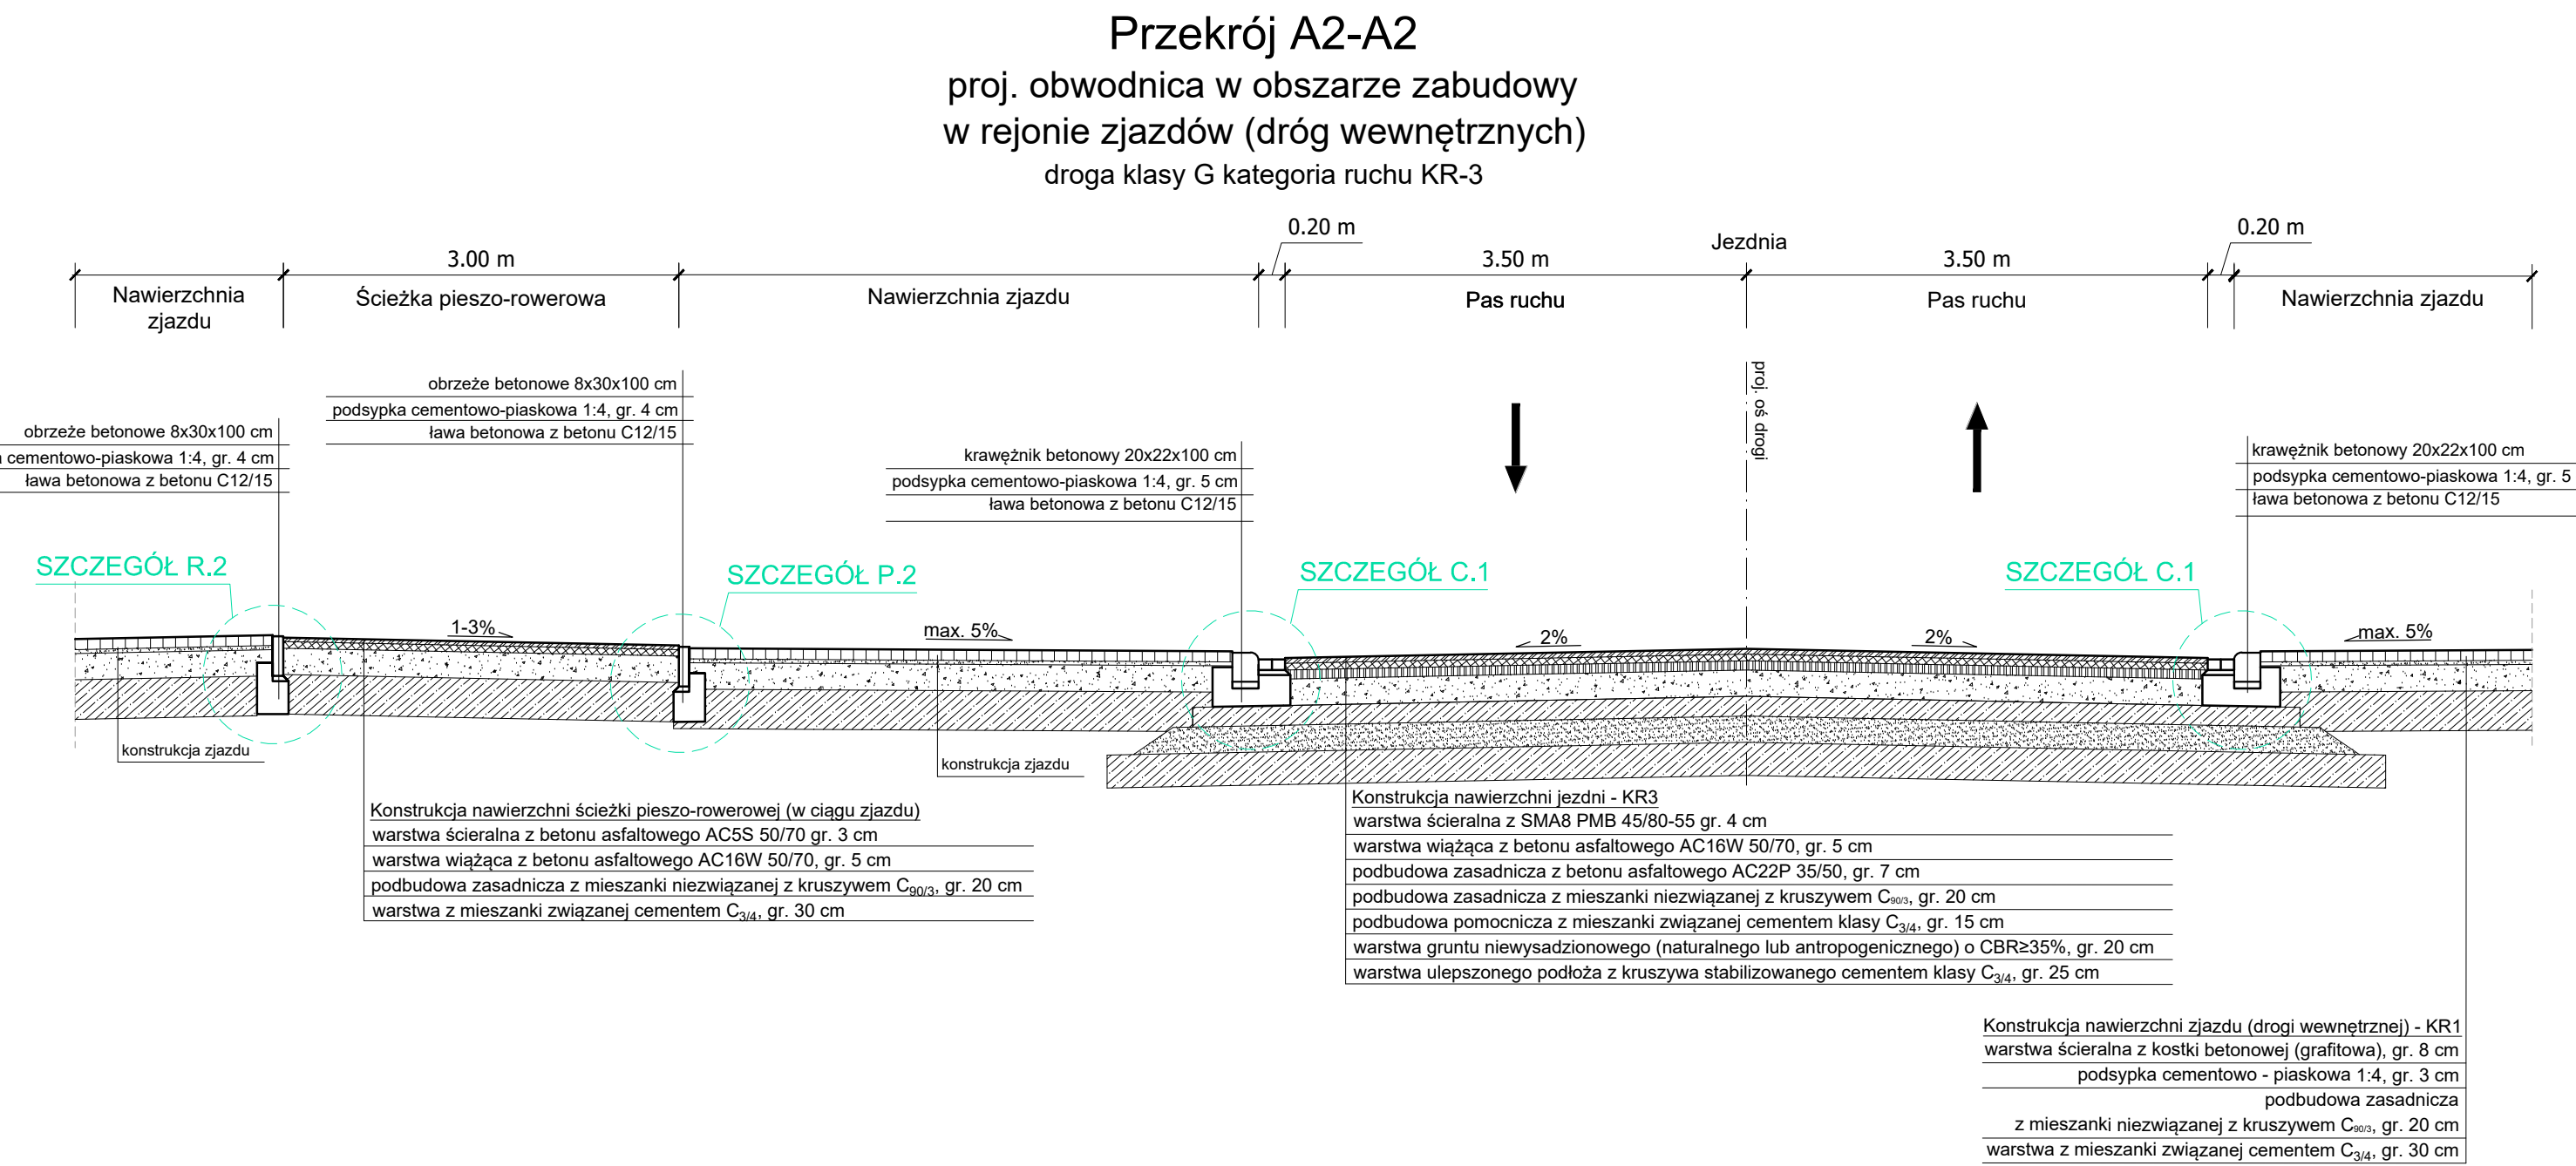 Przekrój A2-A2
proj. obwodnica w obszarze zabudowy
w rejonie zjazdów (dróg wewnętrznych)
droga klasy G kategoria ruchu KR-3
0.20 m
0.20 m
3.00 m
3.50 m
Jezdnia
3.50 m
Nawierzchnia
zjazdu
Ścieżka pieszo-rowerowa
Nawierzchnia zjazdu
Pas ruchu
Pas ruchu
Nawierzchnia zjazdu
proj. oś drogi
obrzeże betonowe 8x30x100 cm
podsypka cementowo-piaskowa 1:4, gr. 4 cm
ława betonowa z betonu C12/15
obrzeże betonowe 8x30x100 cm
cementowo-piaskowa 1:4, gr. 4 cm
ława betonowa z betonu C12/15
krawężnik betonowy 20x22x100 cm
podsypka cementowo-piaskowa 1:4, gr. 5 cm
ława betonowa z betonu C12/15
krawężnik betonowy 20x22x100 cm
podsypka cementowo-piaskowa 1:4, gr. 5
ława betonowa z betonu C12/15
SZCZEGÓŁ R.2
SZCZEGÓŁ P.2
SZCZEGÓŁ C.1
SZCZEGÓŁ C.1
1-3%
max. 5%
2%
2%
max. 5%
konstrukcja zjazdu
konstrukcja zjazdu
Konstrukcja nawierzchni ścieżki pieszo-rowerowej (w ciągu zjazdu)
warstwa ścieralna z betonu asfaltowego AC5S 50/70 gr. 3 cm
warstwa wiążąca z betonu asfaltowego AC16W 50/70, gr. 5 cm
podbudowa zasadnicza z mieszanki niezwiązanej z kruszywem C90/3, gr. 20 cm
warstwa z mieszanki związanej cementem C3/4, gr. 30 cm
Konstrukcja nawierzchni jezdni - KR3
warstwa ścieralna z SMA8 PMB 45/80-55 gr. 4 cm
warstwa wiążąca z betonu asfaltowego AC16W 50/70, gr. 5 cm
podbudowa zasadnicza z betonu asfaltowego AC22P 35/50, gr. 7 cm
podbudowa zasadnicza z mieszanki niezwiązanej z kruszywem C90/3, gr. 20 cm
podbudowa pomocnicza z mieszanki związanej cementem klasy C3/4, gr. 15 cm
warstwa gruntu niewysadzionowego (naturalnego lub antropogenicznego) o CBR≥35%, gr. 20 cm
warstwa ulepszonego podłoża z kruszywa stabilizowanego cementem klasy C3/4, gr. 25 cm
Konstrukcja nawierzchni zjazdu (drogi wewnętrznej) - KR1
warstwa ścieralna z kostki betonowej (grafitowa), gr. 8 cm
podsypka cementowo - piaskowa 1:4, gr. 3 cm
podbudowa zasadnicza
z mieszanki niezwiązanej z kruszywem C90/3, gr. 20 cm
warstwa z mieszanki związanej cementem C3/4, gr. 30 cm